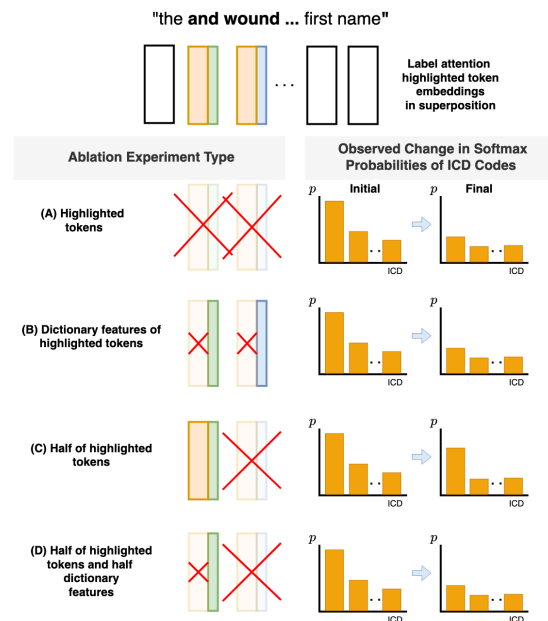 "the and wound ... first name"
Label attention
highlighted token
embeddings
in superposition
...
Ablation Experiment Type
Observed Change in Softmax
Probabilities of ICD Codes
Initial
Final
(A) Highlighted
tokens
p
..
ICD
p
..
ICD
(B) Dictionary features of
highlighted tokens
p
..
ICD
p
..
ICD
(C) Half of highlighted
tokens
p
..
ICD
p
..
ICD
(D) Half of highlighted
tokens and half
dictionary
features
p
..
ICD
p
..
ICD